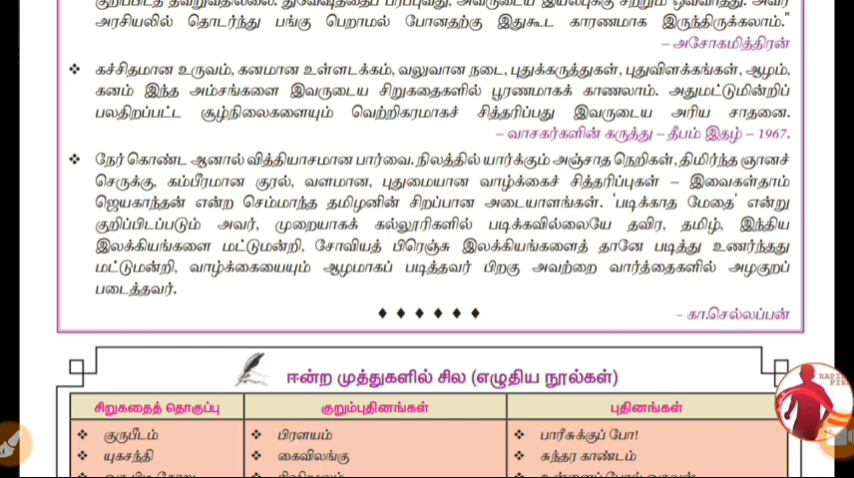 அரசியலில் தொடர்ந்து பங்கு பெறாமல் போனதற்கு இதுகூட காரணமாக இருந்திருக்கலாம்."
– அசோகமித்திரன்
❖ கச்சிதமான உருவம், கனமான உள்ளடக்கம், வலுவான நடை, புதுக்கருத்துகள், புதுவிளக்கங்கள், ஆழம்,
கனம் இந்த அம்சங்களை இவருடைய சிறுகதைகளில் பூரணமாகக் காணலாம். அதுமட்டுமின்றிப்
பலதிறப்பட்ட சூழ்நிலைகளையும் வெற்றிகரமாகச் சித்தரிப்பது இவருடைய அரிய சாதனை.
– வாசகர்களின் கருத்து – தீபம் இதழ் – 1967.
❖ நேர் கொண்ட ஆனால் வித்தியாசமான பார்வை. நிலத்தில் யார்க்கும் அஞ்சாத நெறிகள், திமிர்ந்த ஞானச்
செருக்கு, கம்பீரமான குரல், வளமான, புதுமையான வாழ்க்கைச் சித்தரிப்புகள் – இவைகள்தாம்
ஜெயகாந்தன் என்ற செம்மாந்த தமிழனின் சிறப்பான அடையாளங்கள். 'படிக்காத மேதை' என்று
குறிப்பிடப்படும் அவர், முறையாகக் கல்லூரிகளில் படிக்கவில்லையே தவிர, தமிழ், இந்திய
இலக்கியங்களை மட்டுமன்றி, சோவியத் பிரெஞ்சு இலக்கியங்களைத் தானே படித்து உணர்ந்தது
மட்டுமன்றி, வாழ்க்கையையும் ஆழமாகப் படித்தவர் பிறகு அவற்றை வார்த்தைகளில் அழகுறப்
படைத்தவர்.
– கா.செல்லப்பன்
ஈன்ற முத்துகளில் சில (எழுதிய நூல்கள்)
சிறுகதைத் தொகுப்பு குறும்புதினங்கள் புதினங்கள்
❖ குருபீடம் ❖ பிரளயம் ❖ பாரீசுக்குப் போ!
❖ யுகசந்தி ❖ கைவிலங்கு ❖ சுந்தர காண்டம்
RAPID FIRE